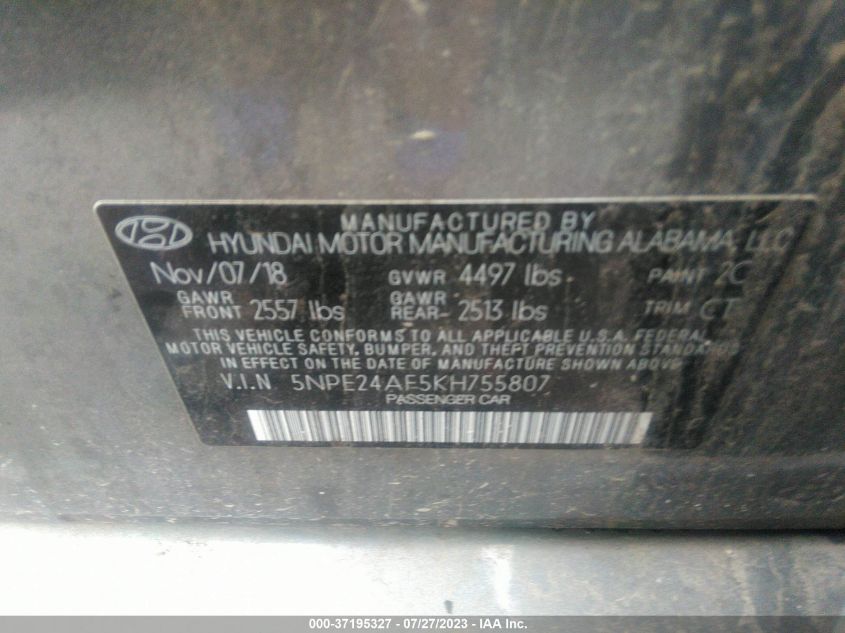 MANUFACTURED BY
HYUNDAI MOTOR MANUFACTURING ALABAMA, LLC
Nov/07/18 GVWR 4497 lbs PAINT 2C
GAWR FRONT 2557 lbs GAWR REAR 2513 lbs TRIM CT
THIS VEHICLE CONFORMS TO ALL APPLICABLE U.S.A. FEDERAL
MOTOR VEHICLE SAFETY, BUMPER, AND THEFT PREVENTION STANDARDS
IN EFFECT ON THE DATE OF MANUFACTURE SHOWN ABOVE
V.I.N 5NPE24AF5KH755807
PASSENGER CAR
000-37195327 - 07/27/2023 - IAA Inc.